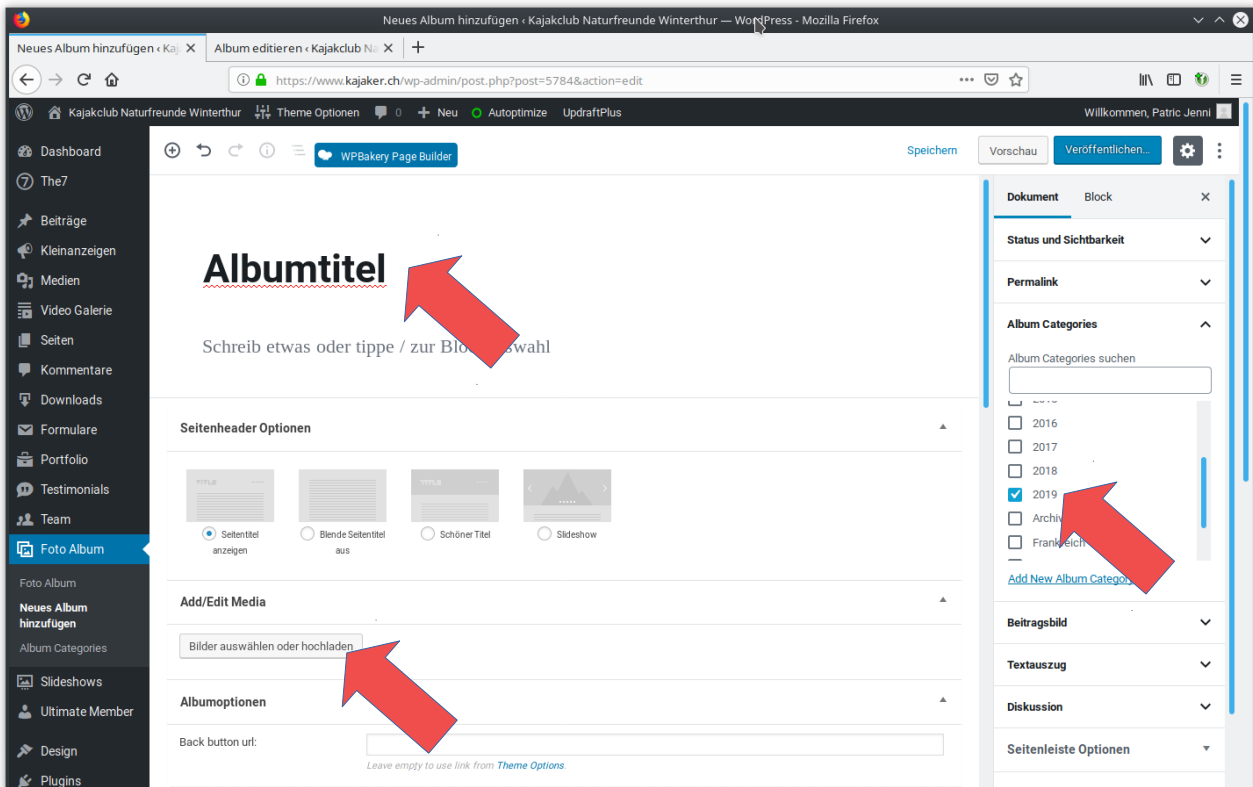 Neues Album hinzufügen ‹ Kajakclub Naturfreunde Winterthur — WordPress - Mozilla Firefox
Neues Album hinzufügen ‹ Kaj
Album editieren ‹ Kajakclub Na
https://www.kajaker.ch/wp-admin/post.php?post=5784&action=edit
Kajakclub Naturfreunde Winterthur Theme Optionen 0 Neu Autoptimize UpdraftPlus Willkommen, Patric Jenni
Dashboard
The7
Beiträge
Kleinanzeigen
Medien
Video Galerie
Seiten
Kommentare
Downloads
Formulare
Portfolio
Testimonials
Team
Foto Album
Foto Album
Neues Album
hinzufügen
Album Categories
Slideshows
Ultimate Member
Design
Plugins
WPBakery Page Builder
Speichern
Vorschau
Veröffentlichen...
Albumtitel
Schreib etwas oder tippe / zur
Seitenheader Optionen
TITLE
TITLE
Seitentitel
anzeigen
Blende Seitentitel
aus
Schöner Titel
Slideshow
Add/Edit Media
Bilder auswählen oder hochladen
Albumoptionen
Back button url:
Leave empty to use link from Theme Options.
Dokument
Block
Status und Sichtbarkeit
Permalink
Album Categories
Album Categories suchen
2016
2017
2018
2019
Archiv
Frankreich
Add New Album Category
Beitragsbild
Textauszug
Diskussion
Seitenleiste Optionen